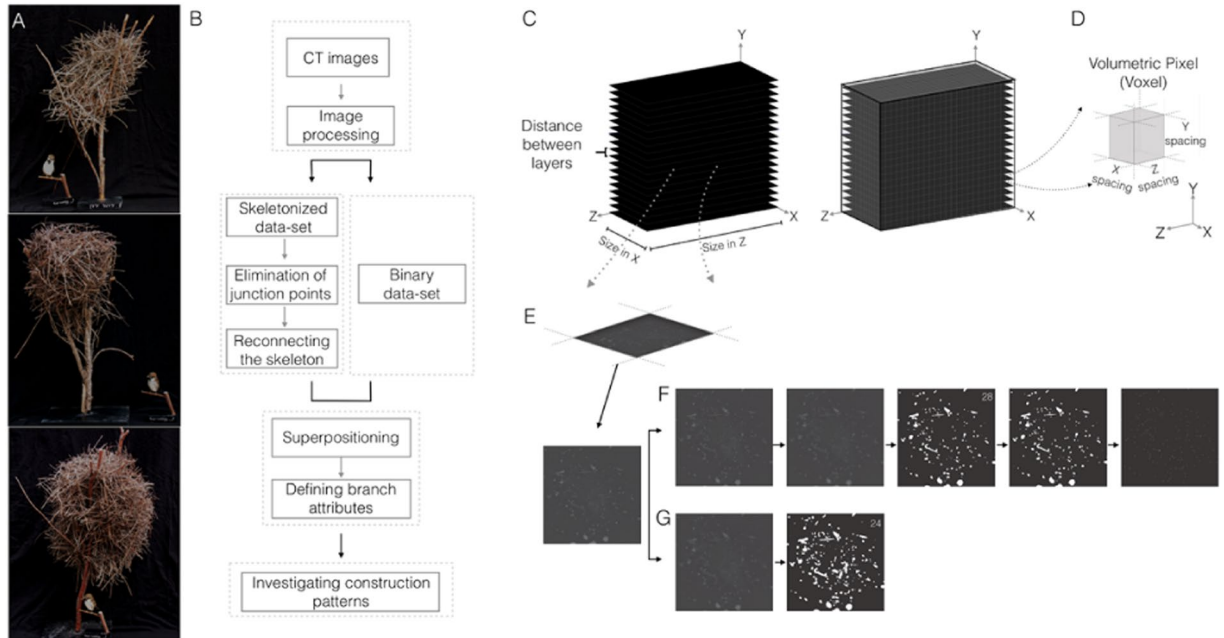 A
B
CT images
Image
processing
Skeletonized
data-set
Elimination of
junction points
Reconnecting
the skeleton
Binary
data-set
Superpositioning
Defining branch
attributes
Investigating construction
patterns
C
Y
Distance
between
layers
Z
X
Size in X
Size in Z
Y
Z
X
D
Volumetric Pixel
(Voxel)
Y
spacing
X
spacing
Z
spacing
Y
Z
X
E
F
28
G
24